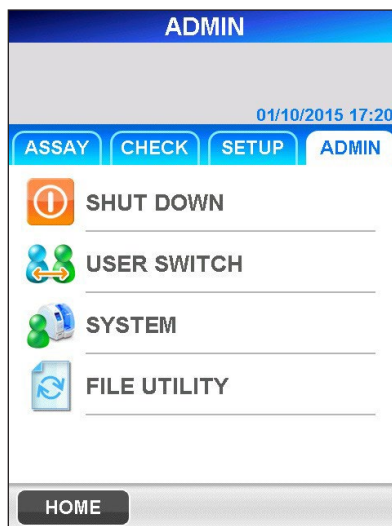 ADMIN
01/10/2015 17:20
ASSAY CHECK SETUP ADMIN
SHUT DOWN
USER SWITCH
SYSTEM
FILE UTILITY
HOME